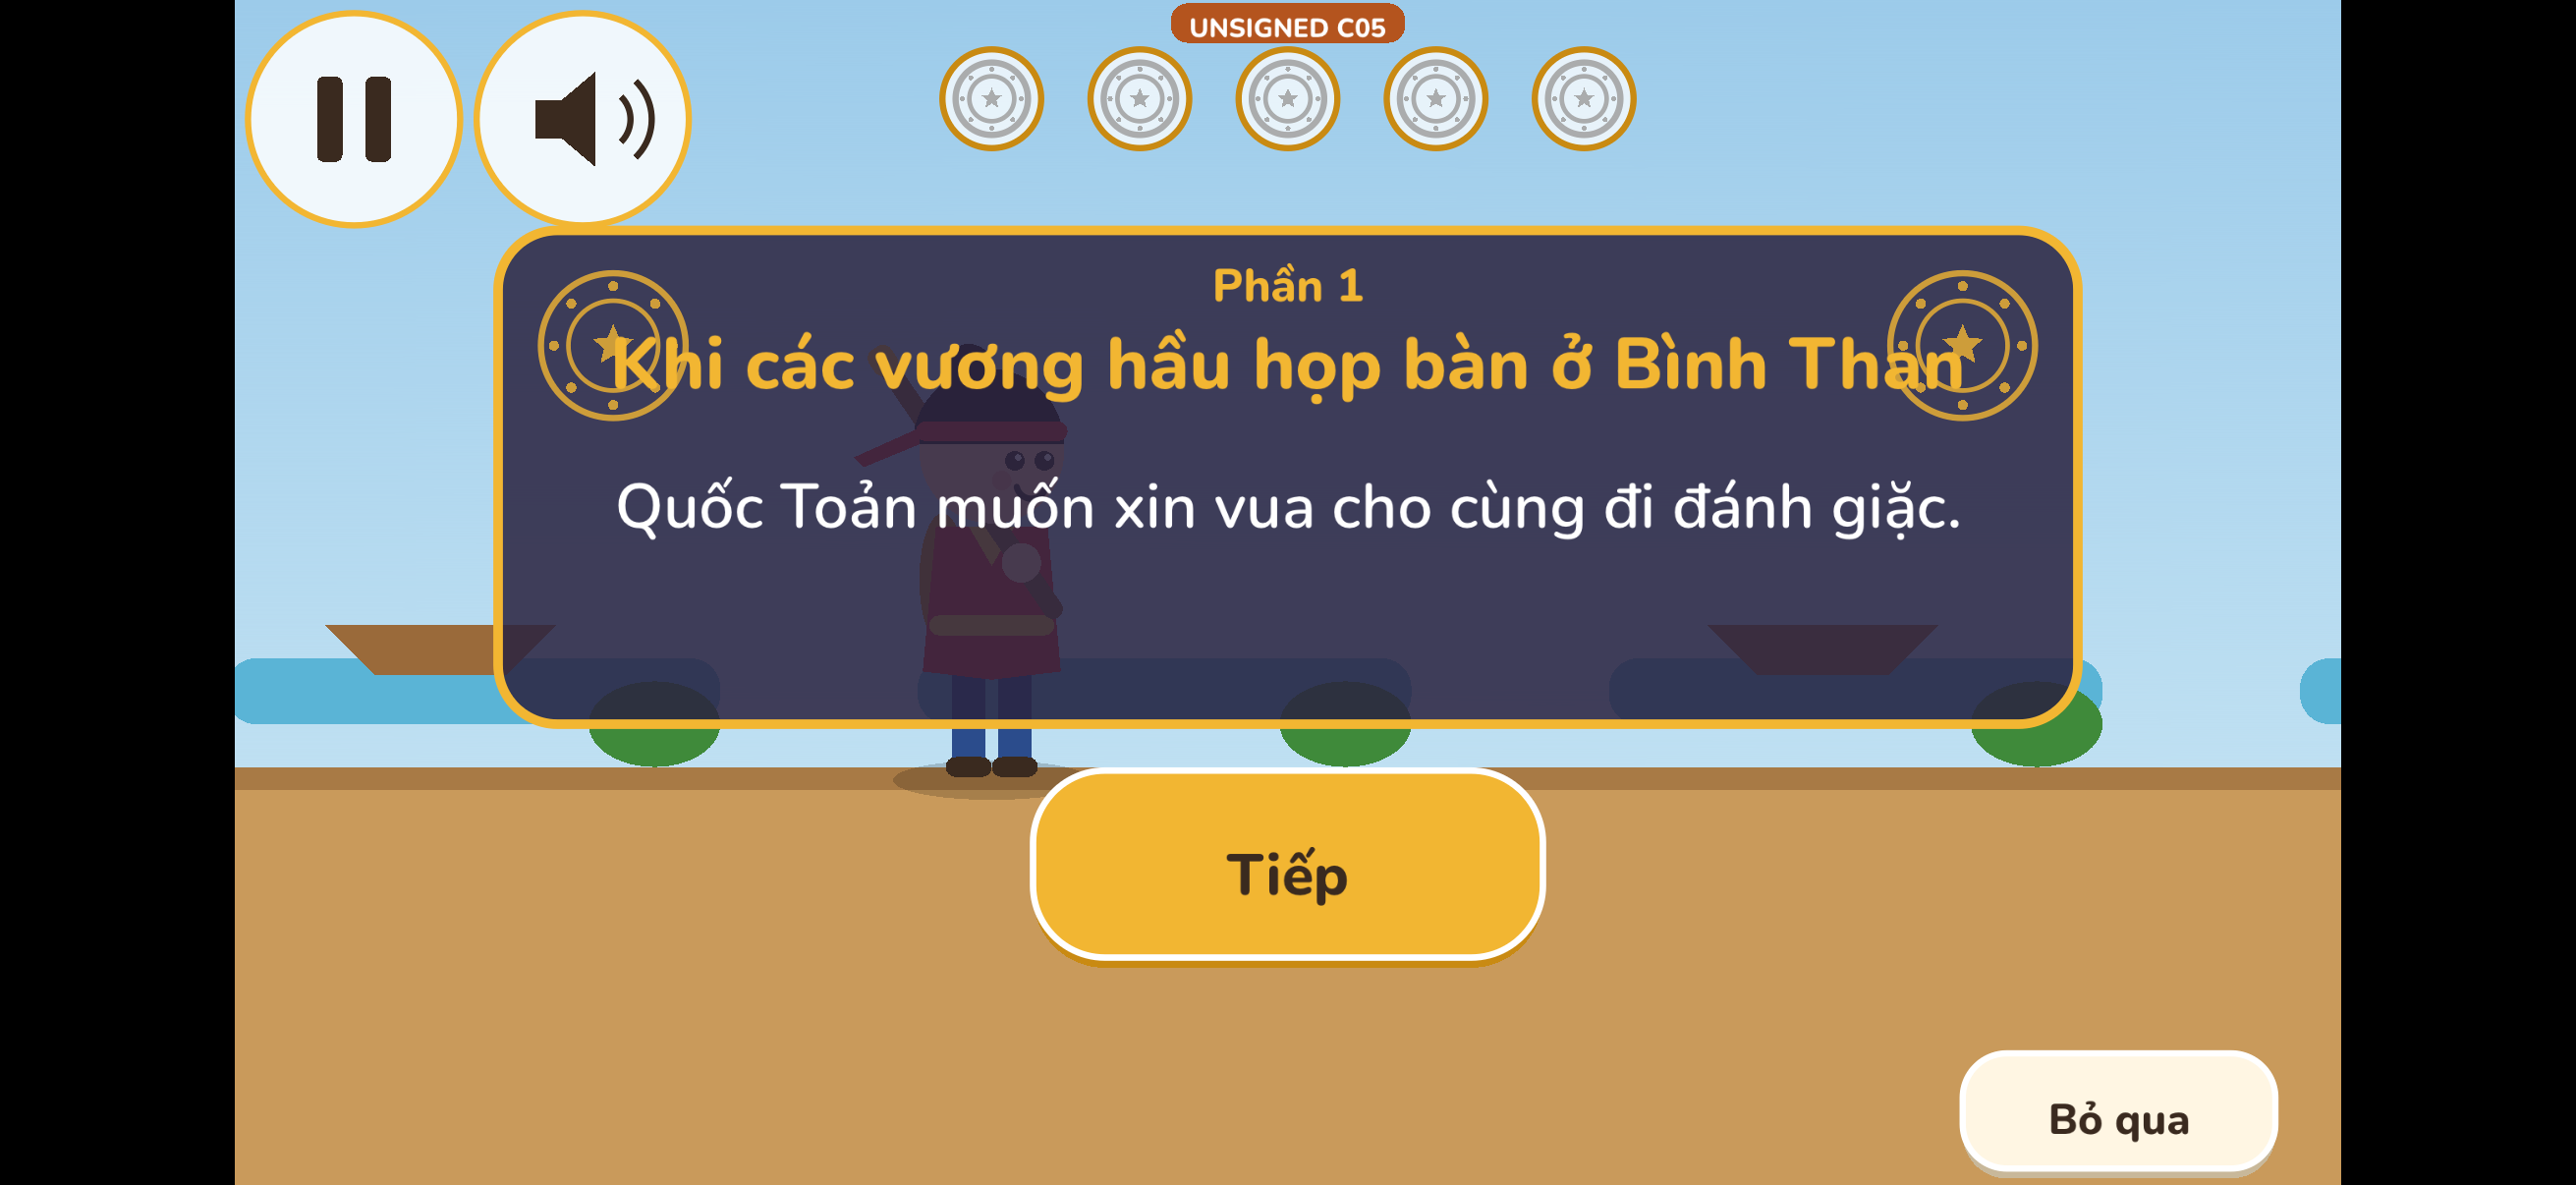 UNSIGNED C05
Phần 1
Khi các vương hầu họp bàn ở Bình Than
Quốc Toản muốn xin vua cho cùng đi đánh giặc.
Tiếp
Bỏ qua